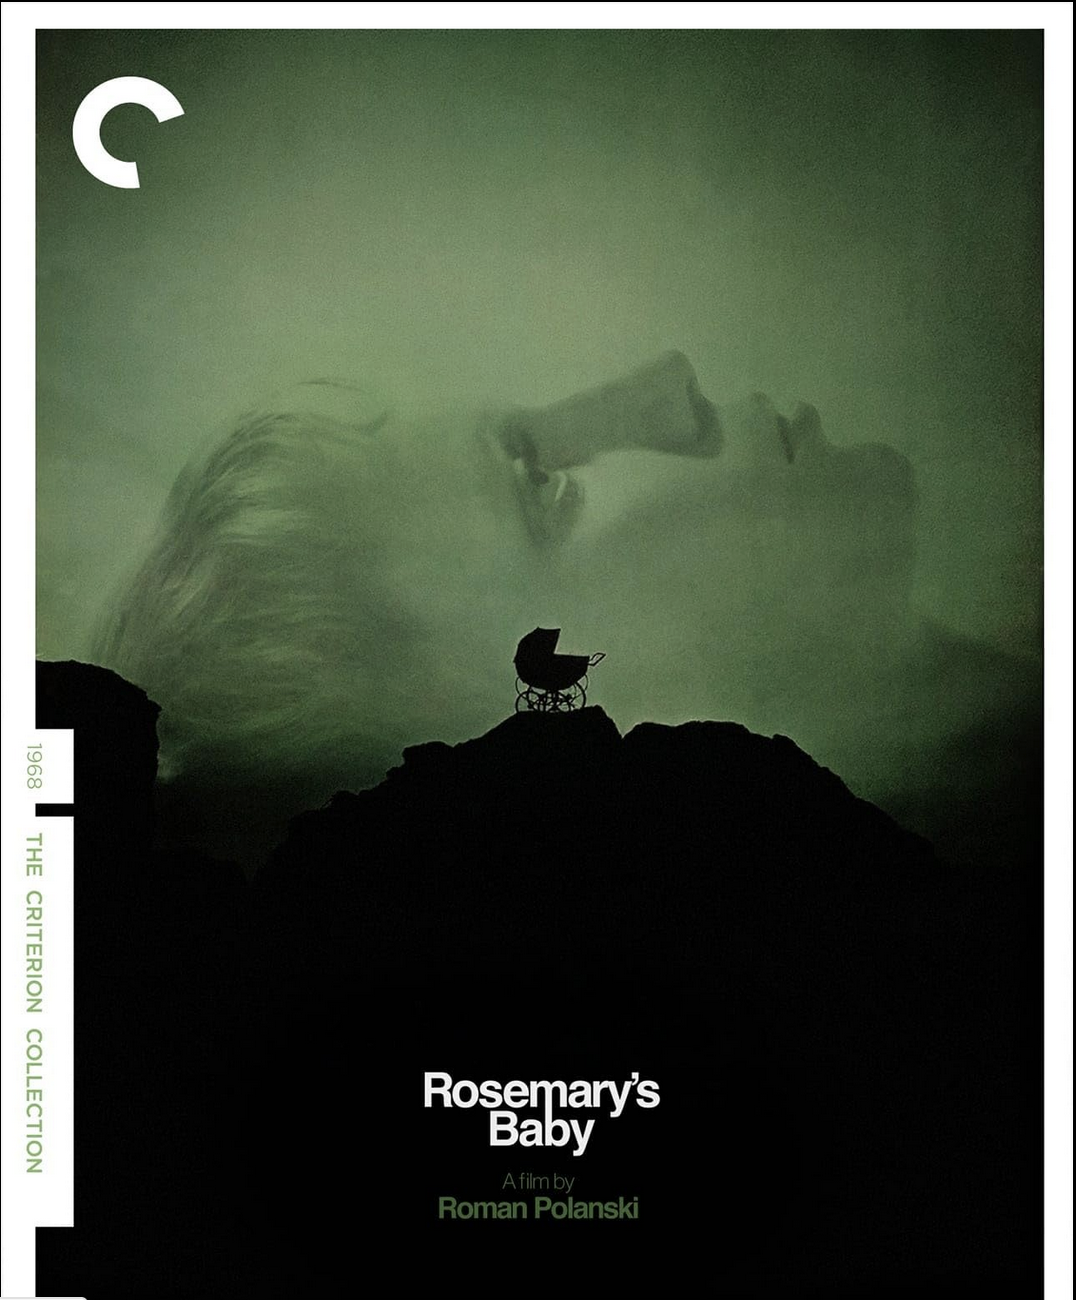 1968
THE CRITERION COLLECTION
Rosemary's
Baby
A film by
Roman Polanski